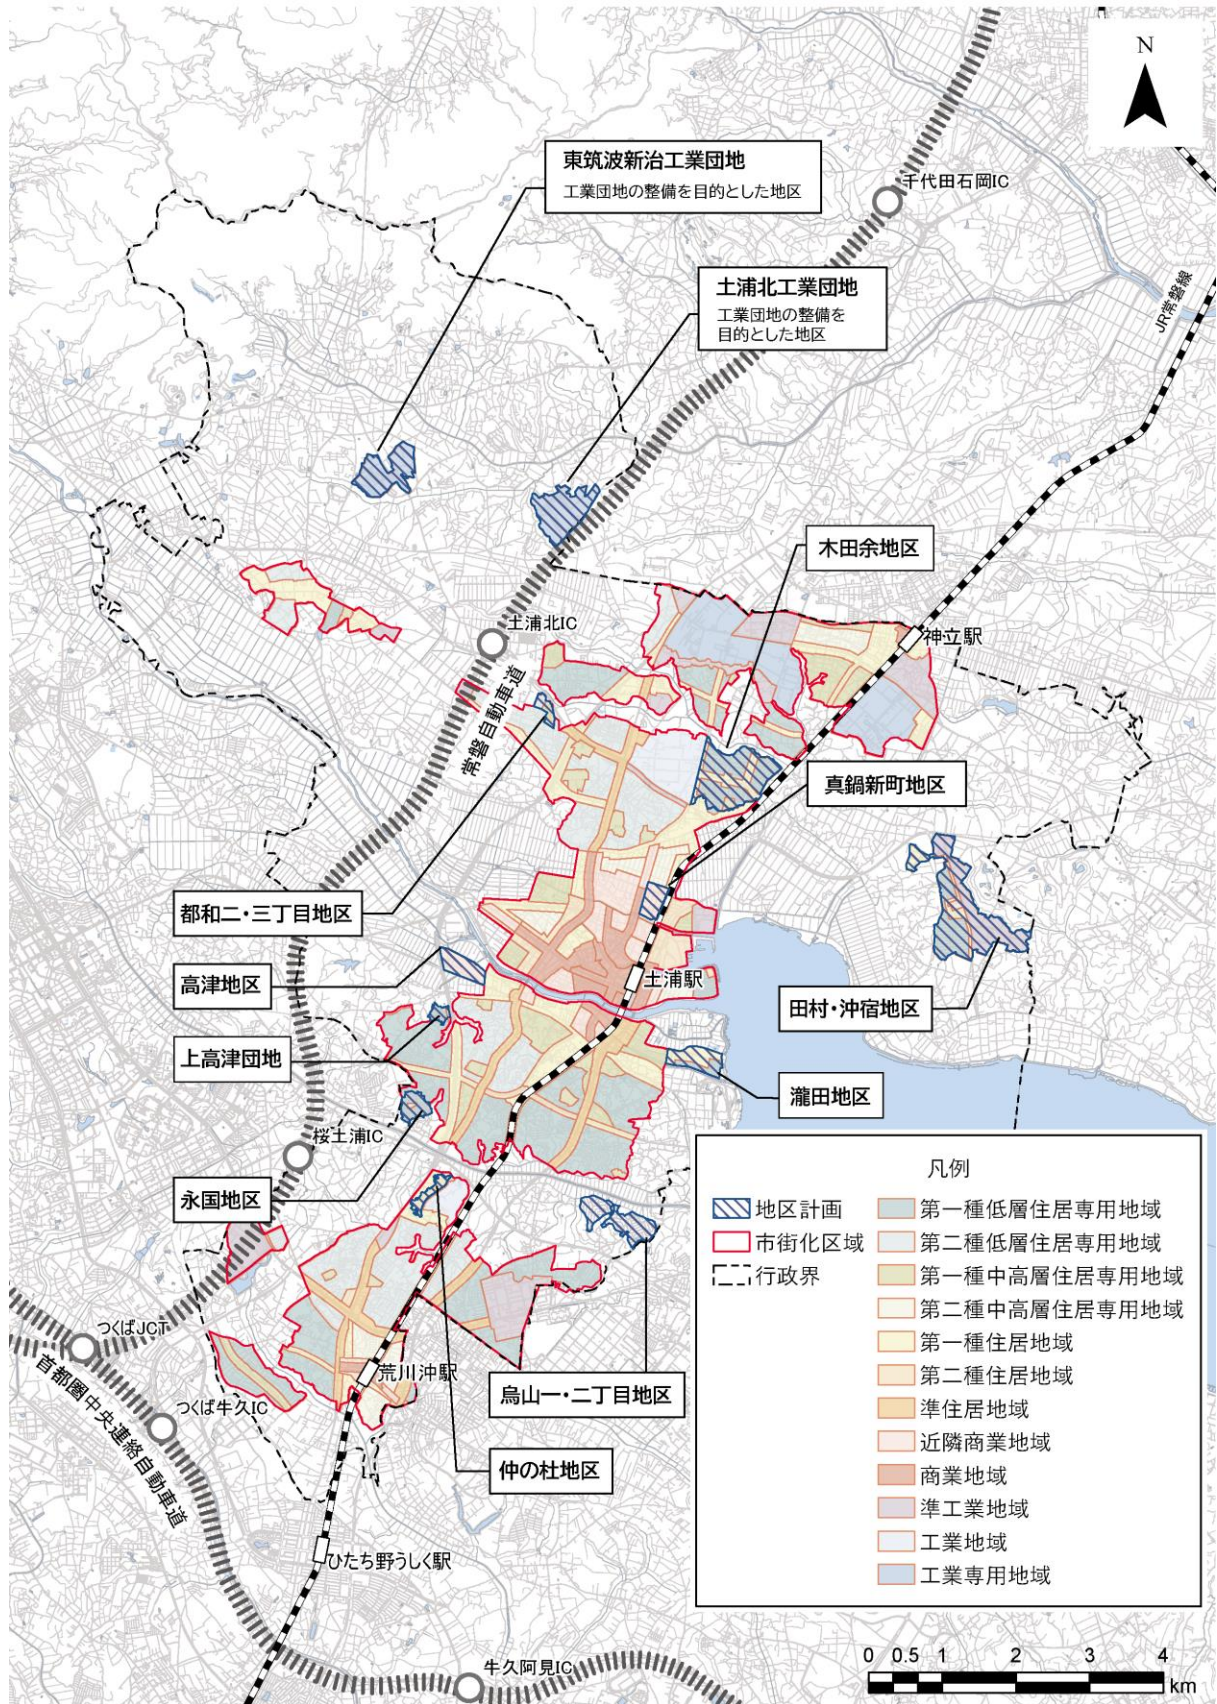 N
東筑波新治工業団地
工業団地の整備を目的とした地区
千代田石岡IC
土浦北工業団地
工業団地の整備を
目的とした地区
JR常磐線
木田余地区
土浦北IC
神立駅
常磐自動車道
真鍋新町地区
都和二・三丁目地区
高津地区
土浦駅
田村・沖宿地区
上高津団地
瀧田地区
桜土浦IC
永国地区
凡例
地区計画
市街化区域
行政界
第一種低層住居専用地域
第二種低層住居専用地域
第一種中高層住居専用地域
第二種中高層住居専用地域
第一種住居地域
第二種住居地域
準住居地域
近隣商業地域
商業地域
準工業地域
工業地域
工業専用地域
つくばJCT
荒川沖駅
烏山一・二丁目地区
首都圏中央連絡自動車道
つくば牛久IC
仲の杜地区
ひたち野うしく駅
牛久阿見IC
0 0.5 1 2 3 4
km